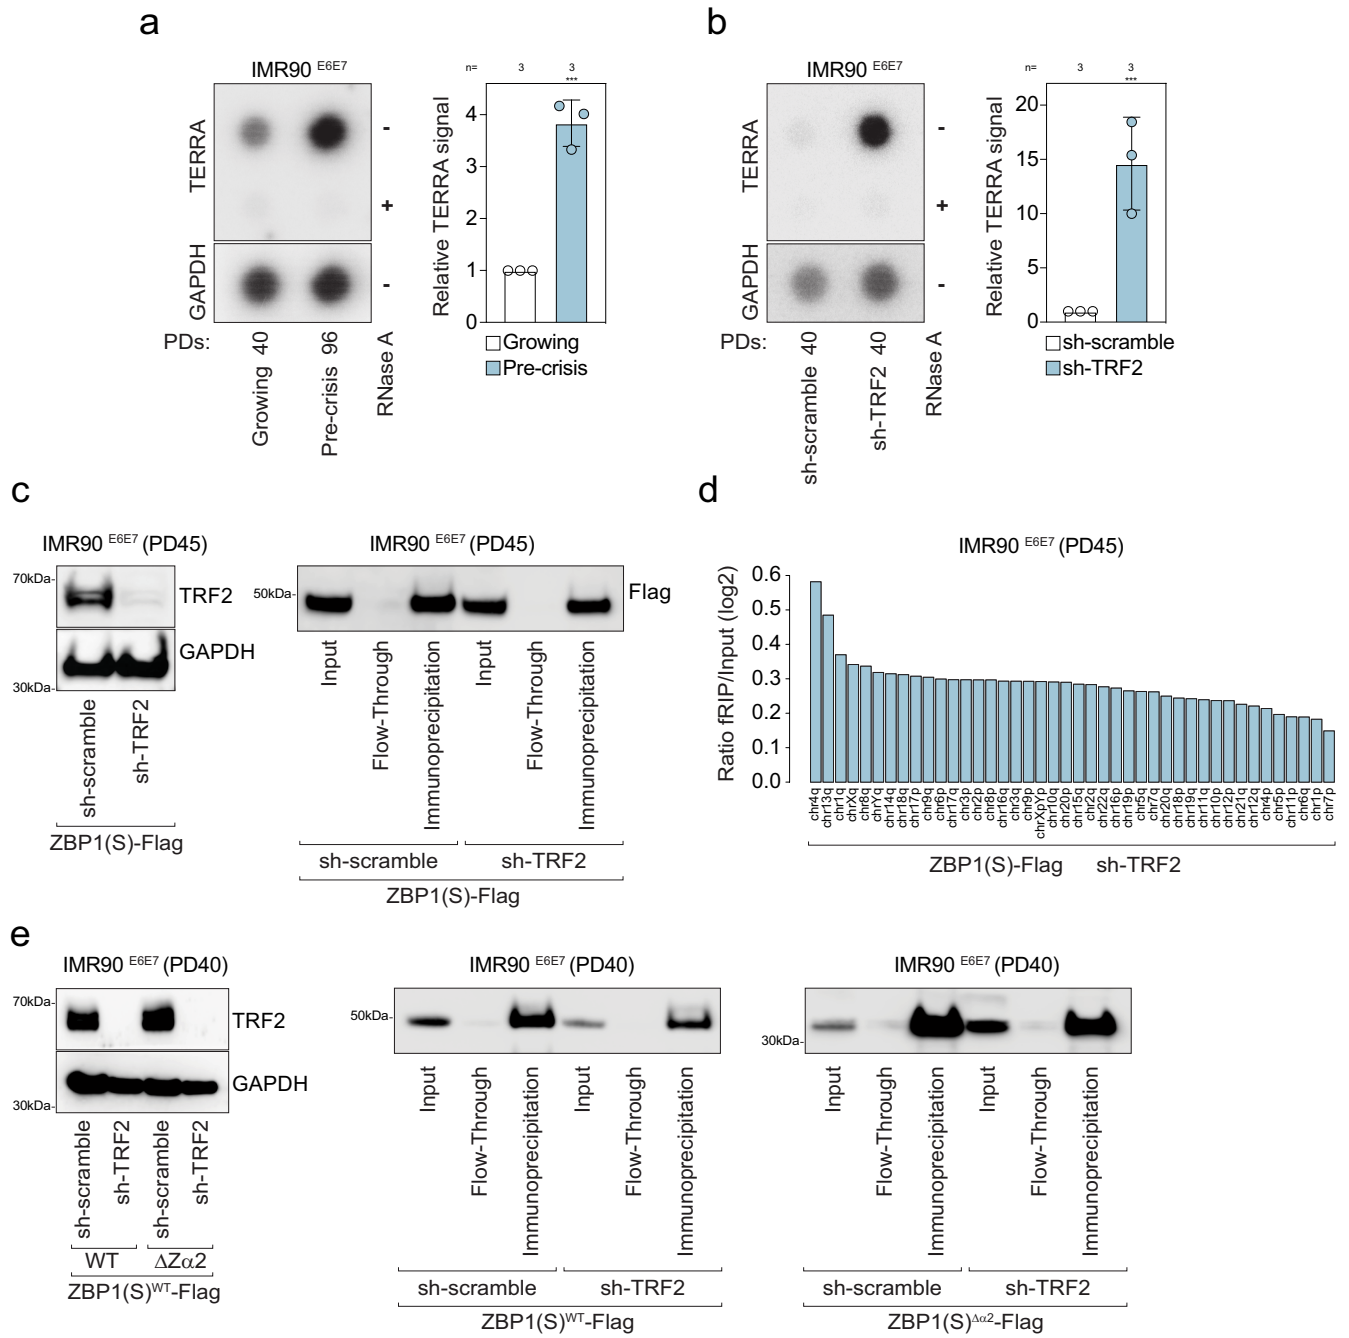 a
IMR90 E6E7
TERRA
-
+
GAPDH
-
PDs: 40 96
Growing
Pre-crisis
RNase A
n= 3 3
***
Relative TERRA signal
4
3
2
1
0
Growing
Pre-crisis
b
IMR90 E6E7
TERRA
-
+
GAPDH
-
PDs: 40 40
sh-scramble
sh-TRF2
RNase A
n= 3 3
***
Relative TERRA signal
20
15
10
5
0
sh-scramble
sh-TRF2
c
IMR90 E6E7 (PD45)
70kDa-
TRF2
GAPDH
30kDa-
sh-scramble
sh-TRF2
ZBP1(S)-Flag
IMR90 E6E7 (PD45)
50kDa-
Flag
Input
Flow-Through
Immunoprecipitation
Input
Flow-Through
Immunoprecipitation
sh-scramble sh-TRF2
ZBP1(S)-Flag
d
IMR90 E6E7 (PD45)
Ratio fRIP/Input (log2)
0.6
0.5
0.4
0.3
0.2
0.1
0.0
chr4q
chr13q
chr1q
chrXq
chr8q
chrYq
chr14q
chr18q
chr17p
chr9q
chr6p
chr17q
chr3p
chr2p
chr8p
chr16q
chr3q
chr9p
chrXpYp
chr10q
chr20p
chr15q
chr2q
chr22q
chr16p
chr19p
chr5q
chr7q
chr20q
chr18p
chr19q
chr11q
chr10p
chr12p
chr21q
chr12q
chr4p
chr5p
chr11p
chr6q
chr1p
chr7p
ZBP1(S)-Flag sh-TRF2
e
IMR90 E6E7 (PD40)
70kDa-
TRF2
GAPDH
30kDa-
sh-scramble
sh-TRF2
sh-scramble
sh-TRF2
WT ΔZα2
ZBP1(S)WT-Flag
IMR90 E6E7 (PD40)
50kDa-
Input
Flow-Through
Immunoprecipitation
Input
Flow-Through
Immunoprecipitation
sh-scramble sh-TRF2
ZBP1(S)WT-Flag
IMR90 E6E7 (PD40)
30kDa-
Input
Flow-Through
Immunoprecipitation
Input
Flow-Through
Immunoprecipitation
sh-scramble sh-TRF2
ZBP1(S)Δα2-Flag